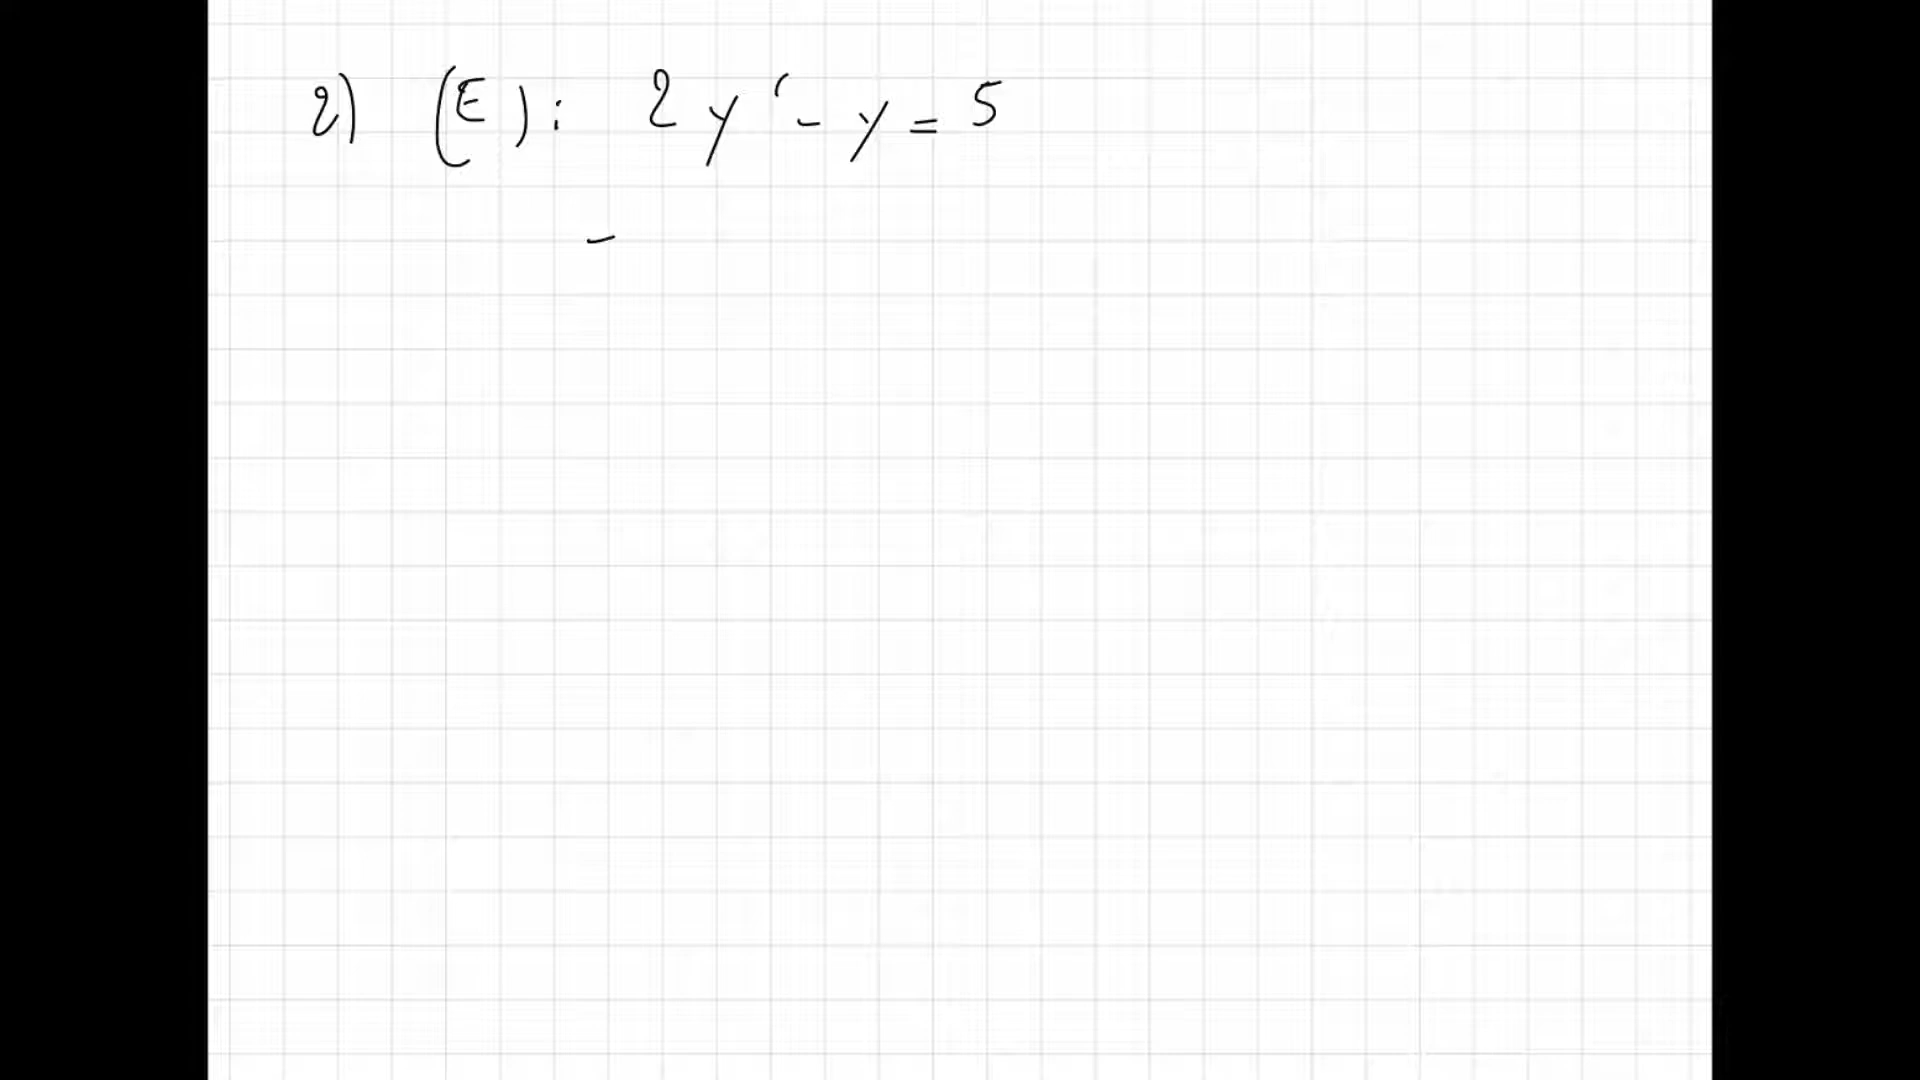 2) (E): 2y' - y = 5
-